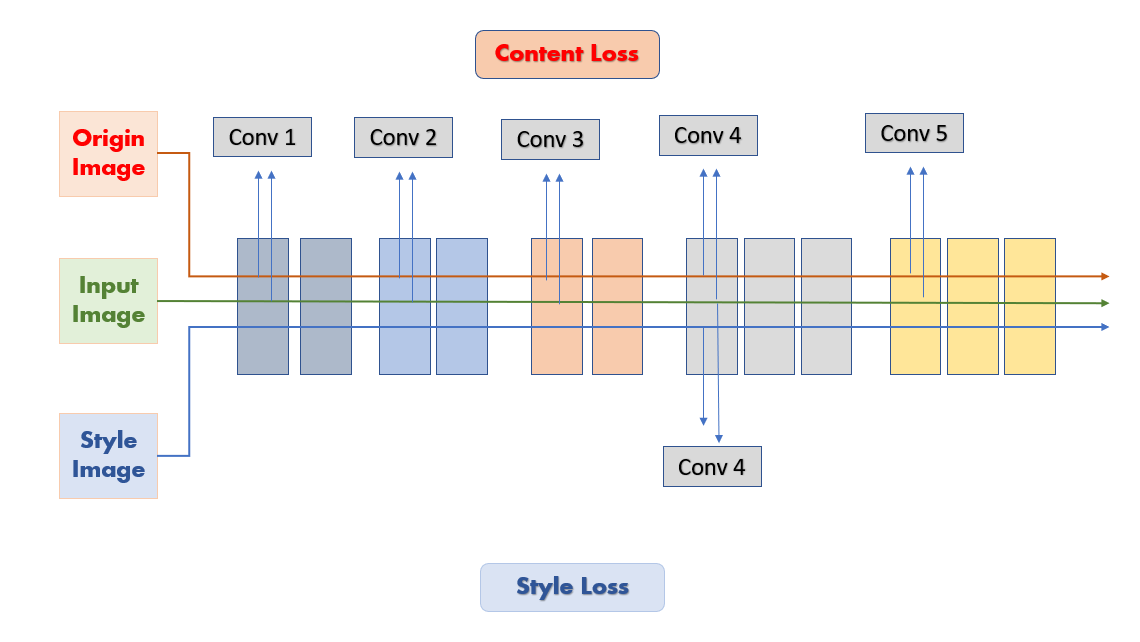 Content Loss
Origin
Image
Conv 1
Conv 2
Conv 3
Conv 4
Conv 5
Input
Image
Style
Image
Conv 4
Style Loss